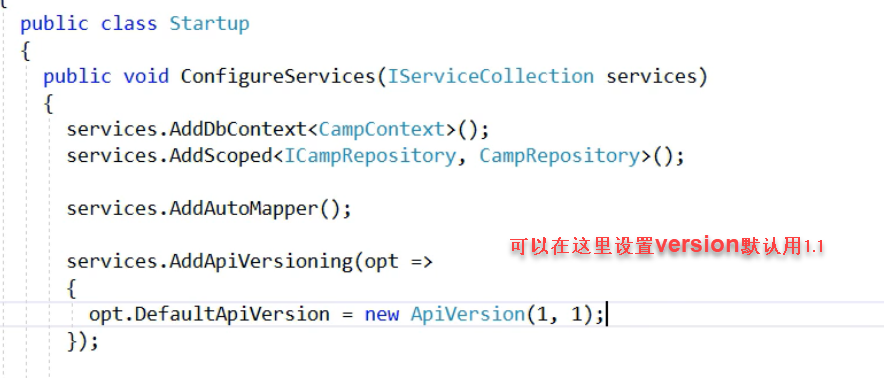 public class Startup
{
public void ConfigureServices(IServiceCollection services)
{
services.AddDbContext<CampContext>();
services.AddScoped<ICampRepository, CampRepository>();
services.AddAutoMapper();
可以在这里设置version默认用1.1
services.AddApiVersioning(opt =>
{
opt.DefaultApiVersion = new ApiVersion(1, 1);
});